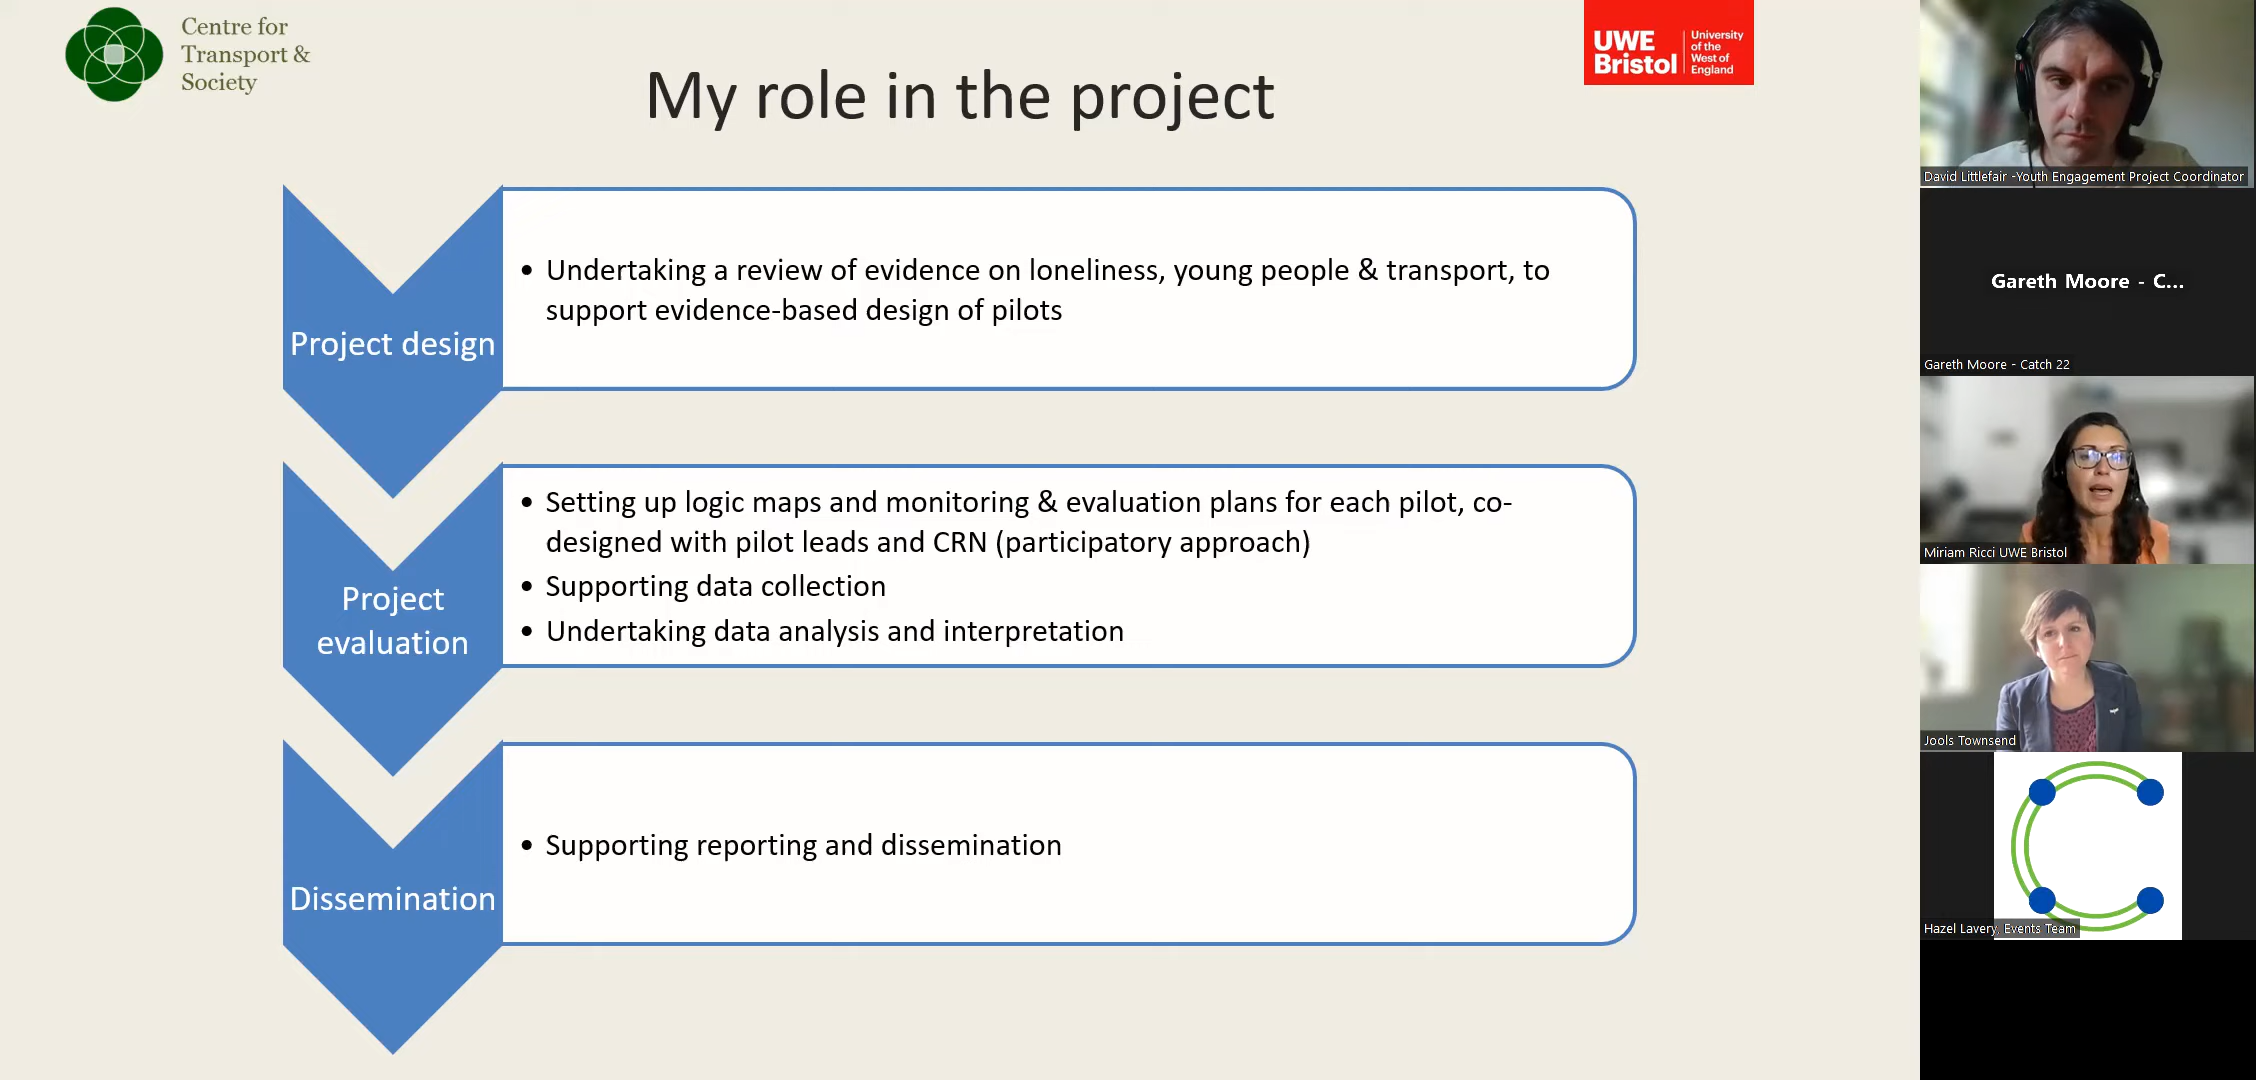 Centre for
Transport &
Society
My role in the project
UWE
Bristol
University
of the
West of
England
Project design
• Undertaking a review of evidence on loneliness, young people & transport, to
support evidence-based design of pilots
Project
evaluation
• Setting up logic maps and monitoring & evaluation plans for each pilot, co-
designed with pilot leads and CRN (participatory approach)
• Supporting data collection
• Undertaking data analysis and interpretation
Dissemination
• Supporting reporting and dissemination
David Littlefair -Youth Engagement Project Coordinator
Gareth Moore - C...
Gareth Moore - Catch 22
Miriam Ricci UWE Bristol
Jools Townsend
Hazel Lavery, Events Team